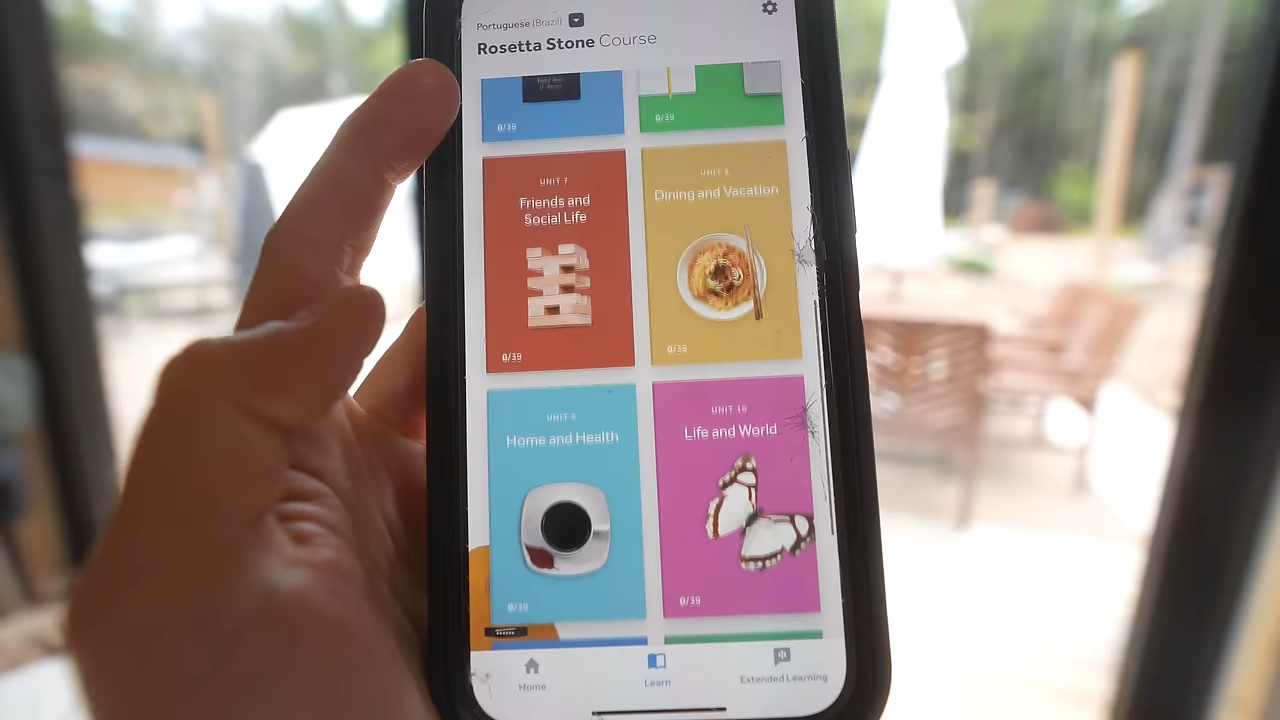 Portuguese (Brazil)
Rosetta Stone Course
0/39
0/39
UNIT 7
Friends and
Social Life
0/39
UNIT 8
Dining and Vacation
0/39
UNIT 9
Home and Health
0/39
UNIT 10
Life and World
0/39
Home
Learn
Extended Learning